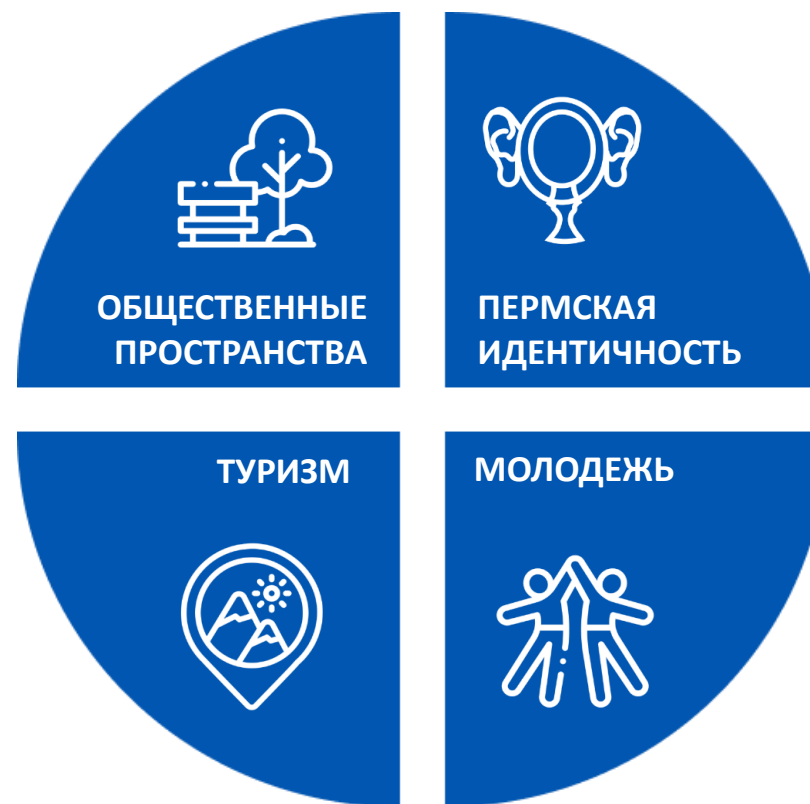 ОБЩЕСТВЕННЫЕ
ПРОСТРАНСТВА
ПЕРМСКАЯ
ИДЕНТИЧНОСТЬ
ТУРИЗМ
МОЛОДЕЖЬ